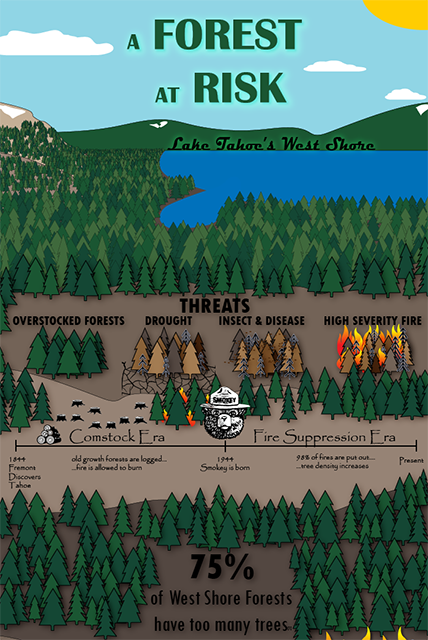 A FOREST
AT RISK
Lake Tahoe's West Shore
THREATS
OVERSTOCKED FORESTS DROUGHT INSECT & DISEASE HIGH SEVERITY FIRE
SMOKEY
Comstock Era Fire Suppression Era
1844
Fremont
Discovers
Tahoe
old growth forests are logged...
...fire is allowed to burn
1944
Smokey is born
98% of fires are put out....
...tree density increases
Present
75%
of West Shore Forests
have too many trees